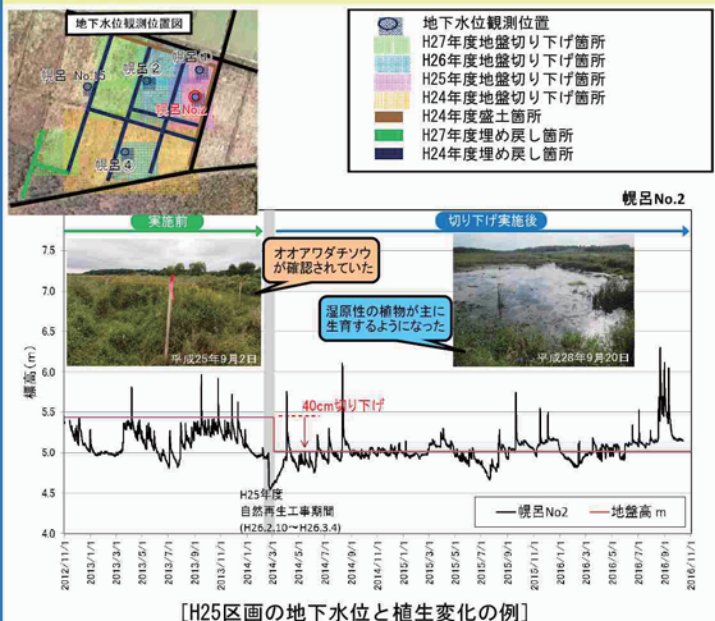 地下水位観測位置図
幌呂 No.15
幌呂②
幌呂①
幌呂No.2
幌呂4
地下水位観測位置
H27年度地盤切り下げ箇所
H26年度地盤切り下げ箇所
H25年度地盤切り下げ箇所
H24年度地盤切り下げ箇所
H24年度盛土箇所
H27年度埋め戻し箇所
H24年度埋め戻し箇所
幌呂No.2
実施前
切り下げ実施後
オオアワダチソウ
が確認されていた
湿原性の植物が主に
生育するようになった
平成25年9月2日
平成28年9月20日
標高(m)
7.5
7.0
6.5
6.0
5.5
5.0
4.5
4.0
40cm切り下げ
H25年度
自然再生工事期間
(H26.2.10～H26.3.4)
幌呂No2
地盤高 m
2012/11/1
2013/1/1
2013/3/1
2013/5/1
2013/7/1
2013/9/1
2013/11/1
2014/1/1
2014/3/1
2014/5/1
2014/7/1
2014/9/1
2014/11/1
2015/1/1
2015/3/1
2015/5/1
2015/7/1
2015/9/1
2015/11/1
2016/1/1
2016/3/1
2016/5/1
2016/7/1
2016/9/1
2016/11/1
[H25区画の地下水位と植生変化の例]